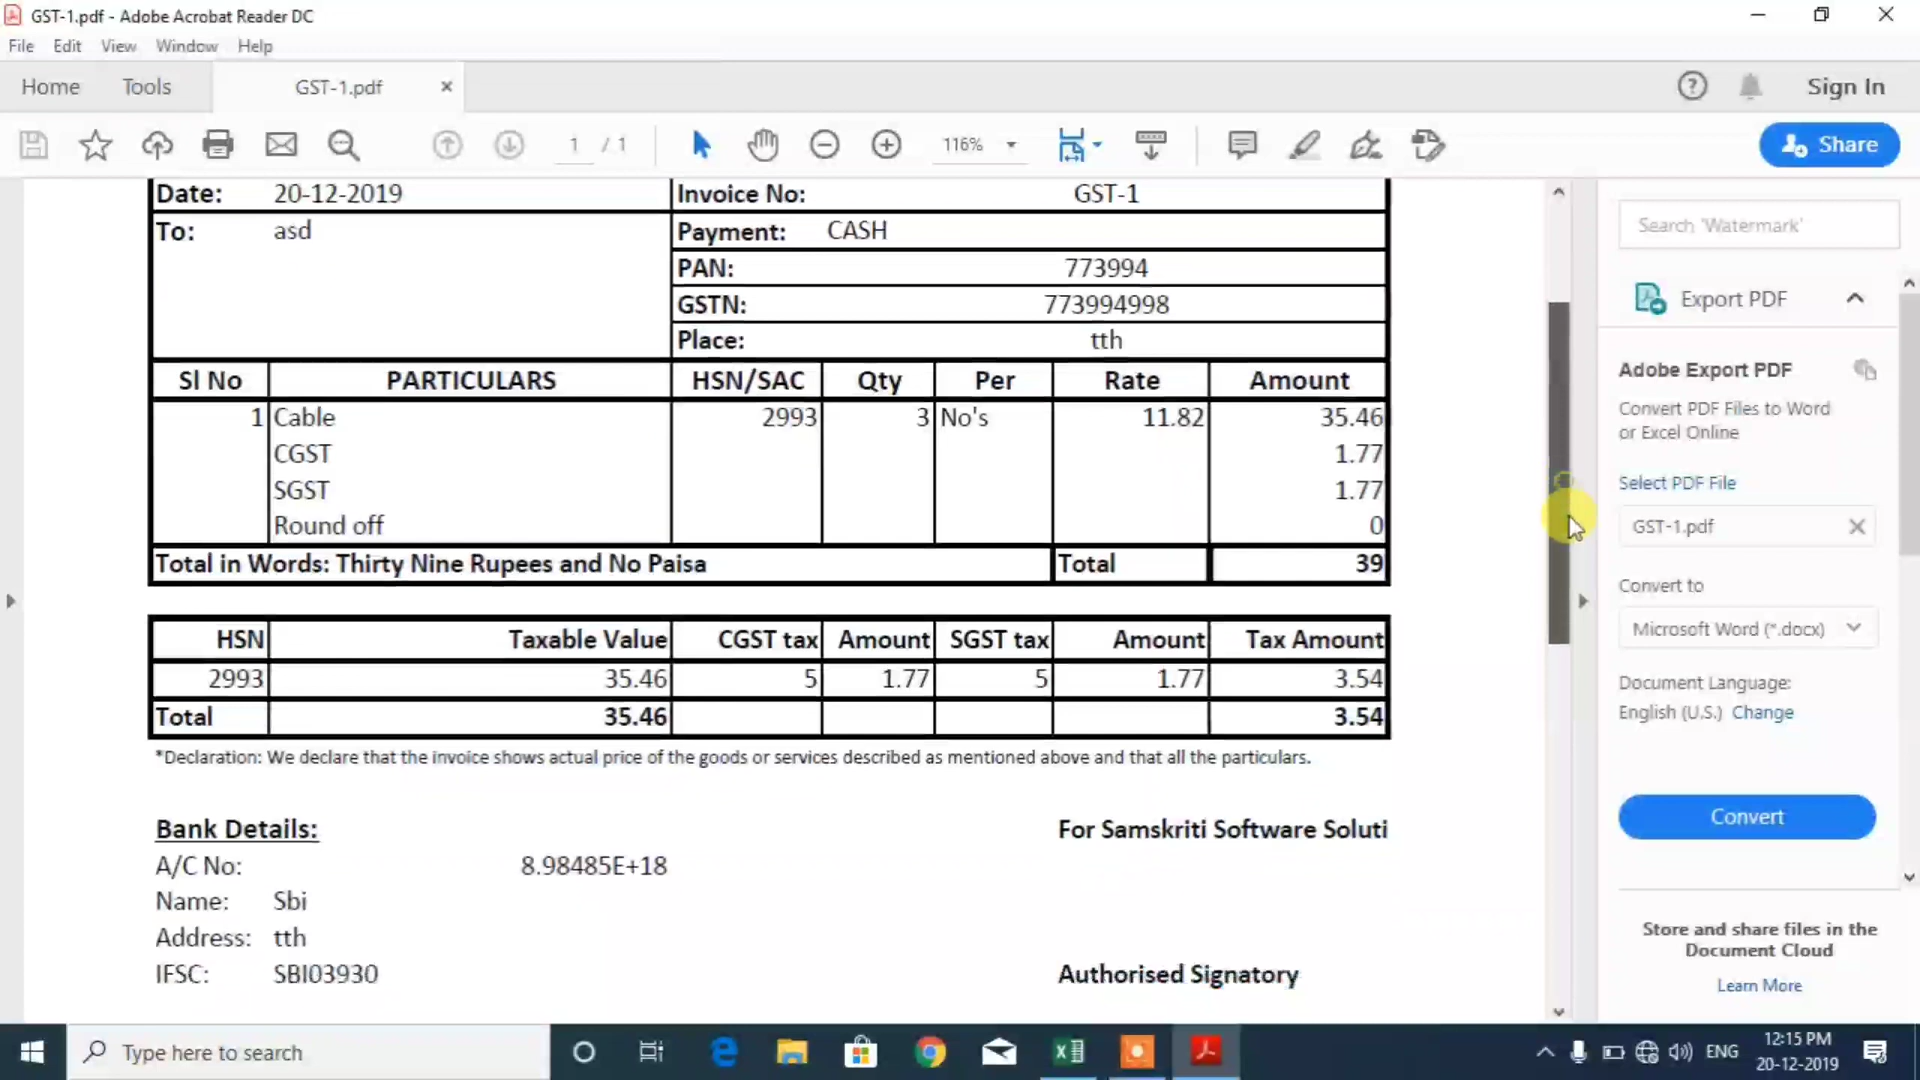 GST-1.pdf - Adobe Acrobat Reader DC
File Edit View Window Help
Home Tools GST-1.pdf × Sign In
1 / 1 116% Share
Date: 20-12-2019 Invoice No: GST-1
To: asd Payment: CASH
PAN: 773994
GSTN: 773994998
Place: tth
Sl No PARTICULARS HSN/SAC Qty Per Rate Amount
1 Cable 2993 3 No's 11.82 35.46
CGST 1.77
SGST 1.77
Round off 0
Total in Words: Thirty Nine Rupees and No Paisa Total 39
HSN Taxable Value CGST tax Amount SGST tax Amount Tax Amount
2993 35.46 5 1.77 5 1.77 3.54
Total 35.46 3.54
*Declaration: We declare that the invoice shows actual price of the goods or services described as mentioned above and that all the particulars.
Bank Details: For Samskriti Software Soluti
A/C No: 8.98485E+18
Name: Sbi
Address: tth
IFSC: SBI03930 Authorised Signatory
Search 'Watermark'
Export PDF
Adobe Export PDF
Convert PDF Files to Word
or Excel Online
Select PDF File
GST-1.pdf
Convert to
Microsoft Word (*.docx)
Document Language:
English (U.S.) Change
Convert
Store and share files in the
Document Cloud
Learn More
Type here to search
ENG
12:15 PM
20-12-2019